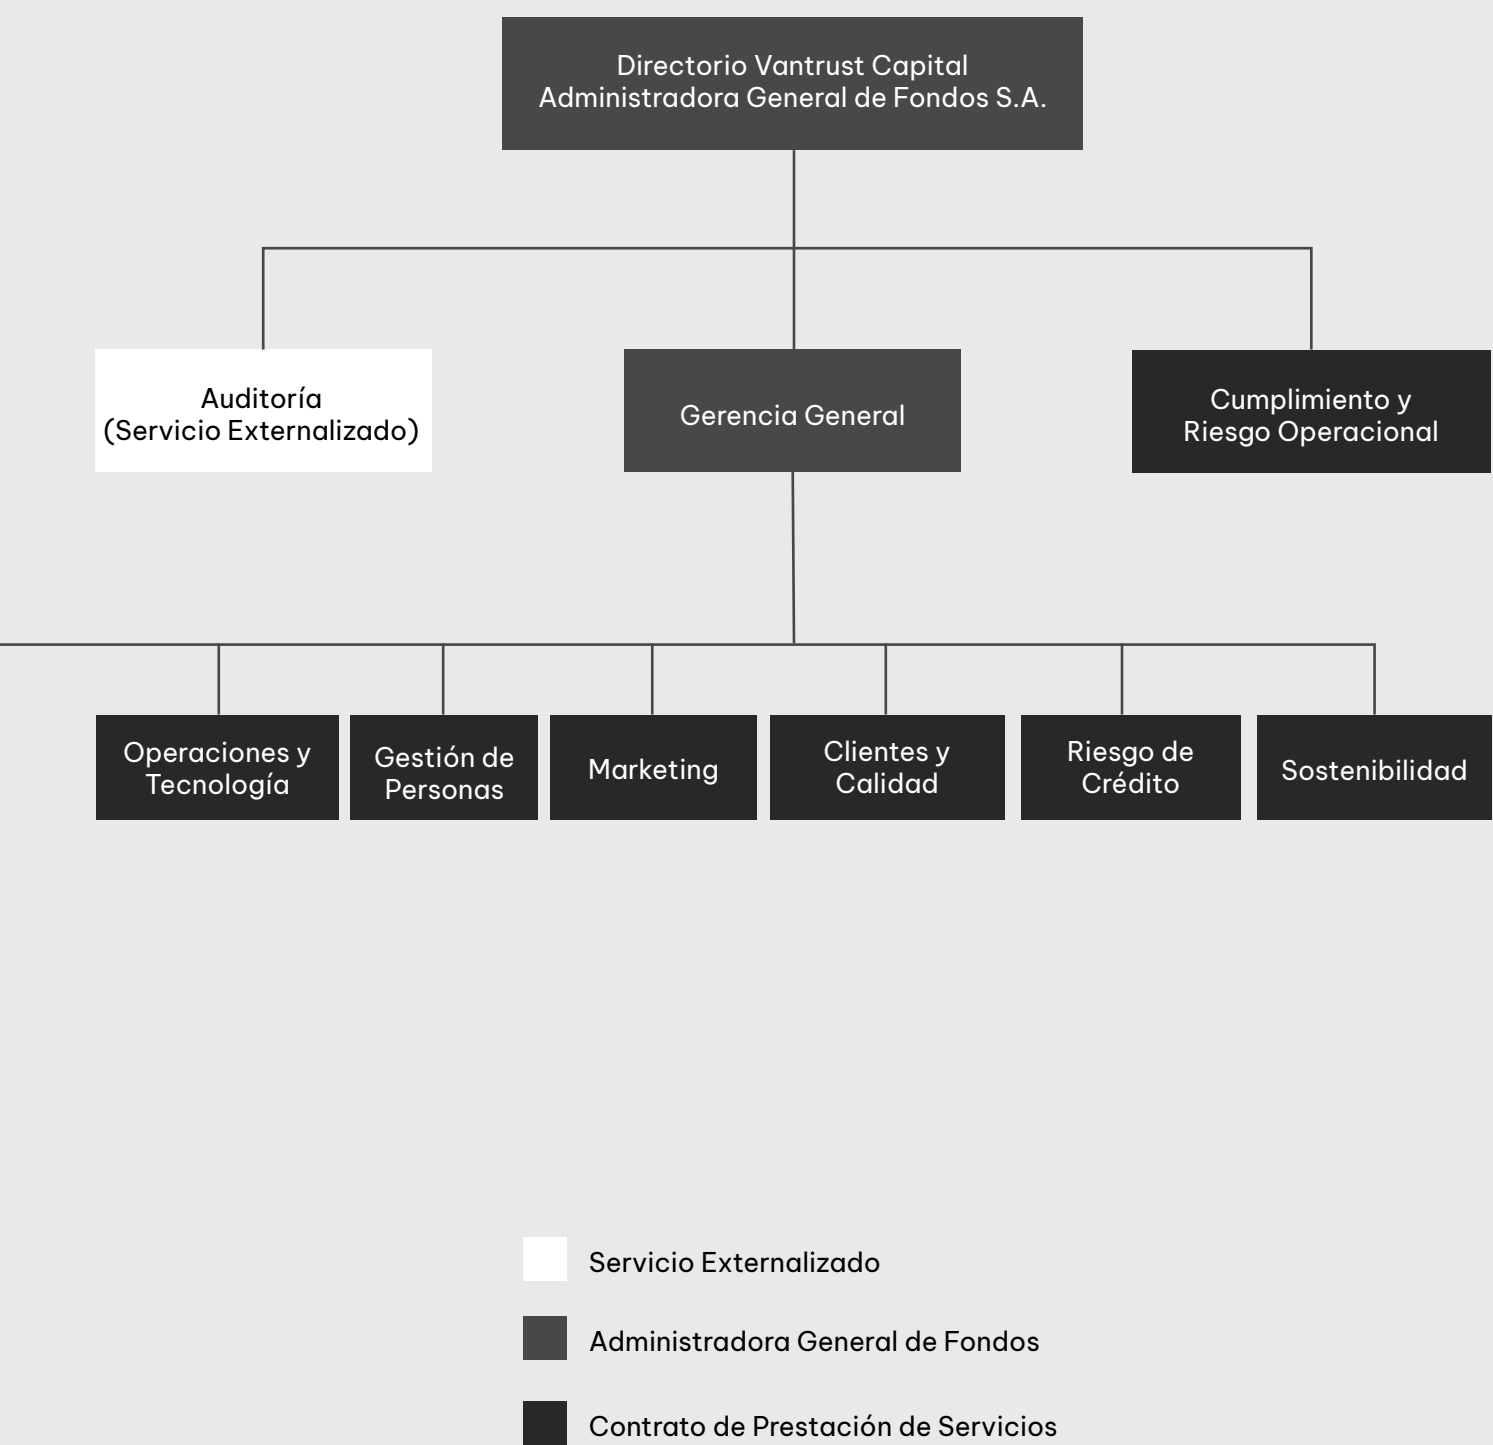 Directorio Vantrust Capital
Administradora General de Fondos S.A.
Auditoría
(Servicio Externalizado)
Gerencia General
Cumplimiento y
Riesgo Operacional
Operaciones y
Tecnología
Gestión de
Personas
Marketing
Clientes y
Calidad
Riesgo de
Crédito
Sostenibilidad
Servicio Externalizado
Administradora General de Fondos
Contrato de Prestación de Servicios